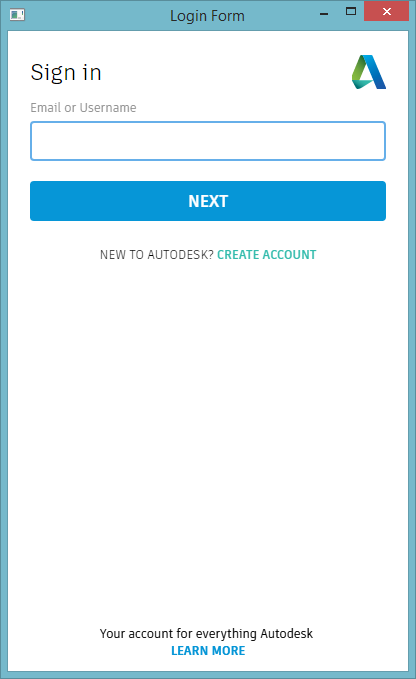 Login Form
Sign in
Email or Username
NEXT
NEW TO AUTODESK? CREATE ACCOUNT
Your account for everything Autodesk
LEARN MORE